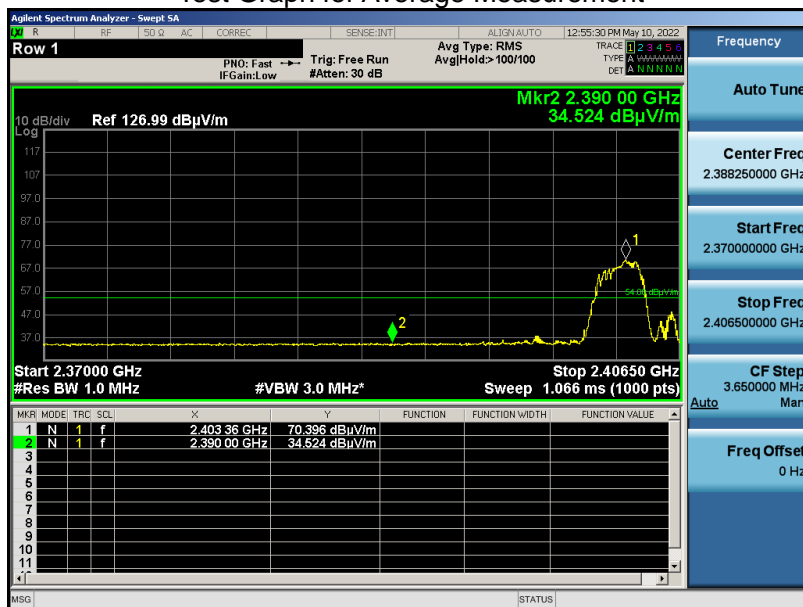 Test Graph for Average Measurement
Agilent Spectrum Analyzer - Swept SA
LXI R RF 50 Ω AC CORREC SENSE:INT ALIGN AUTO 12:55:30 PM May 10, 2022
Row 1
PNO: Fast
IFGain:Low
Trig: Free Run
#Atten: 30 dB
Avg Type: RMS
Avg|Hold:>100/100
TRACE 1 2 3 4 5 6
TYPE A WWWWW
DET A N N N N N
Mkr2 2.390 00 GHz
34.524 dBµV/m
10 dB/div Ref 126.99 dBµV/m
Log
117
107
97.0
87.0
77.0
67.0
57.0
47.0
37.0
1
54.00 dBµV/m
2
Start 2.37000 GHz Stop 2.40650 GHz
#Res BW 1.0 MHz #VBW 3.0 MHz* Sweep 1.066 ms (1000 pts)
MKR MODE TRC SCL X Y FUNCTION FUNCTION WIDTH FUNCTION VALUE
1 N 1 f 2.403 36 GHz 70.396 dBµV/m
2 N 1 f 2.390 00 GHz 34.524 dBµV/m
3
4
5
6
7
8
9
10
11
MSG STATUS
Frequency
Auto Tune
Center Freq
2.388250000 GHz
Start Freq
2.370000000 GHz
Stop Freq
2.406500000 GHz
CF Step
3.650000 MHz
Auto Man
Freq Offset
0 Hz